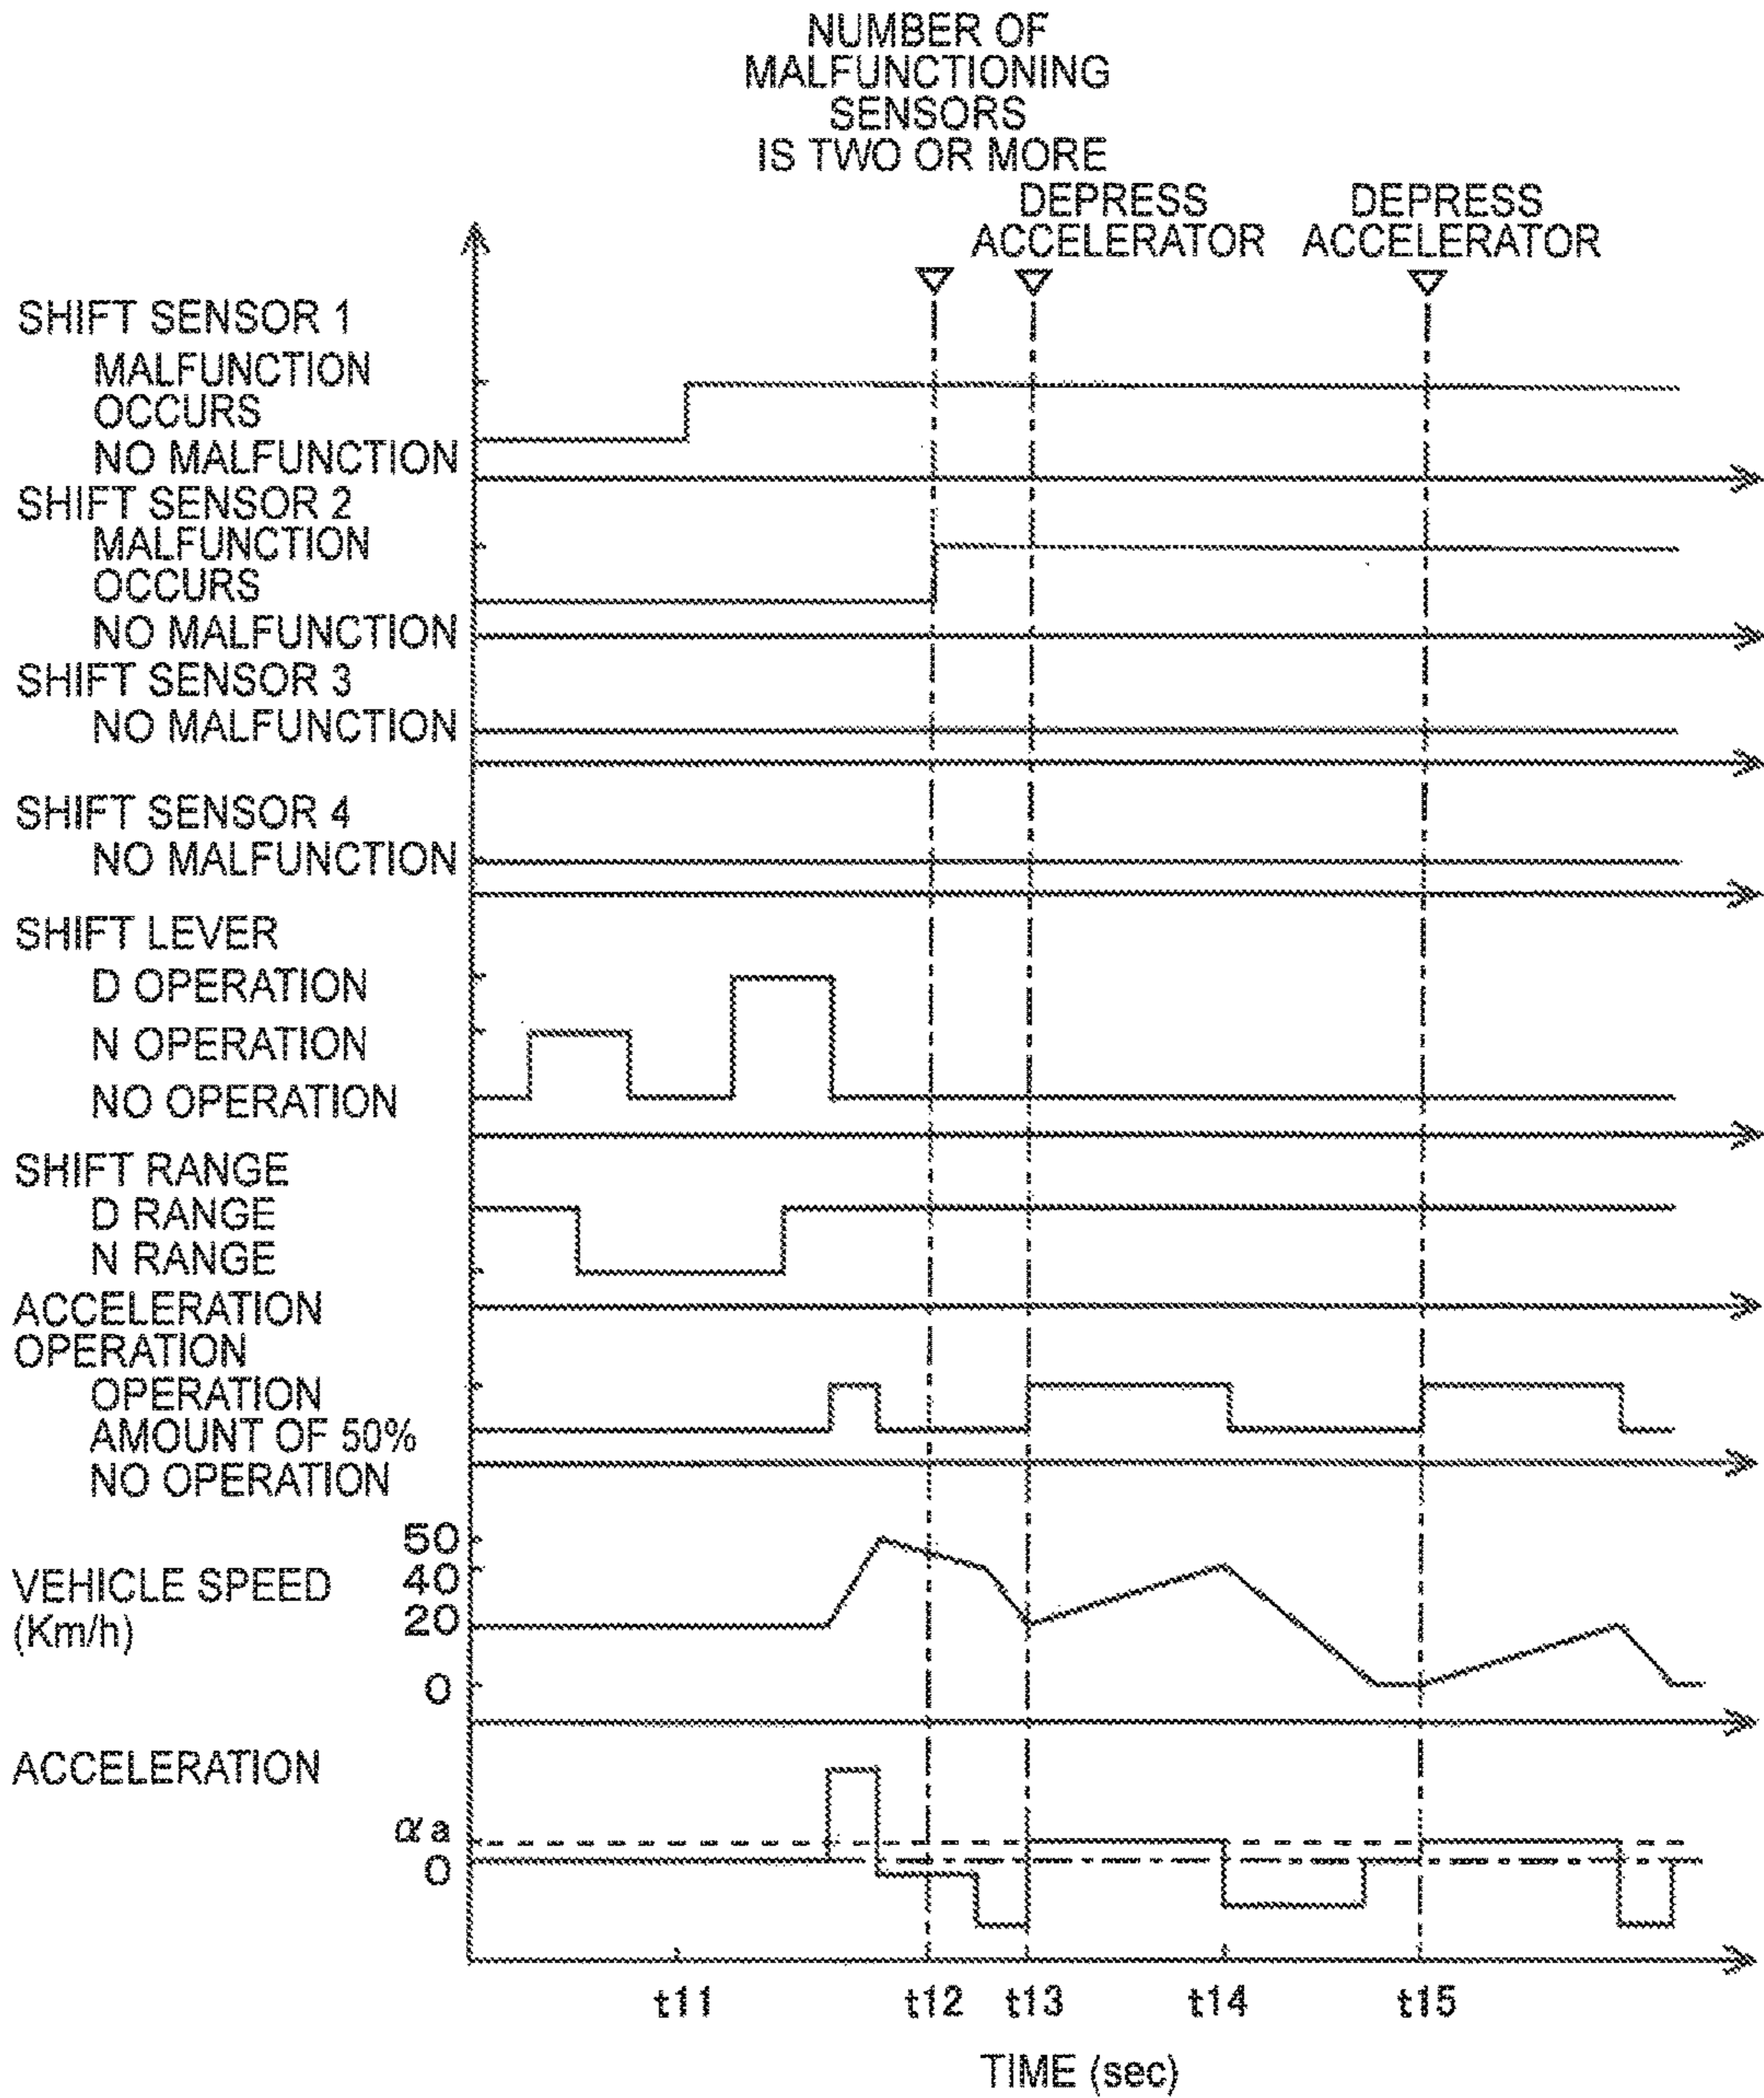 NUMBER OF
MALFUNCTIONING
SENSORS
IS TWO OR MORE
DEPRESS
ACCELERATOR
DEPRESS
ACCELERATOR
SHIFT SENSOR 1
MALFUNCTION
OCCURS
NO MALFUNCTION
SHIFT SENSOR 2
MALFUNCTION
OCCURS
NO MALFUNCTION
SHIFT SENSOR 3
NO MALFUNCTION
SHIFT SENSOR 4
NO MALFUNCTION
SHIFT LEVER
D OPERATION
N OPERATION
NO OPERATION
SHIFT RANGE
D RANGE
N RANGE
ACCELERATION
OPERATION
OPERATION
AMOUNT OF 50%
NO OPERATION
VEHICLE SPEED
(Km/h)
50
40
20
0
ACCELERATION
α a
0
t11 t12 t13 t14 t15
TIME (sec)